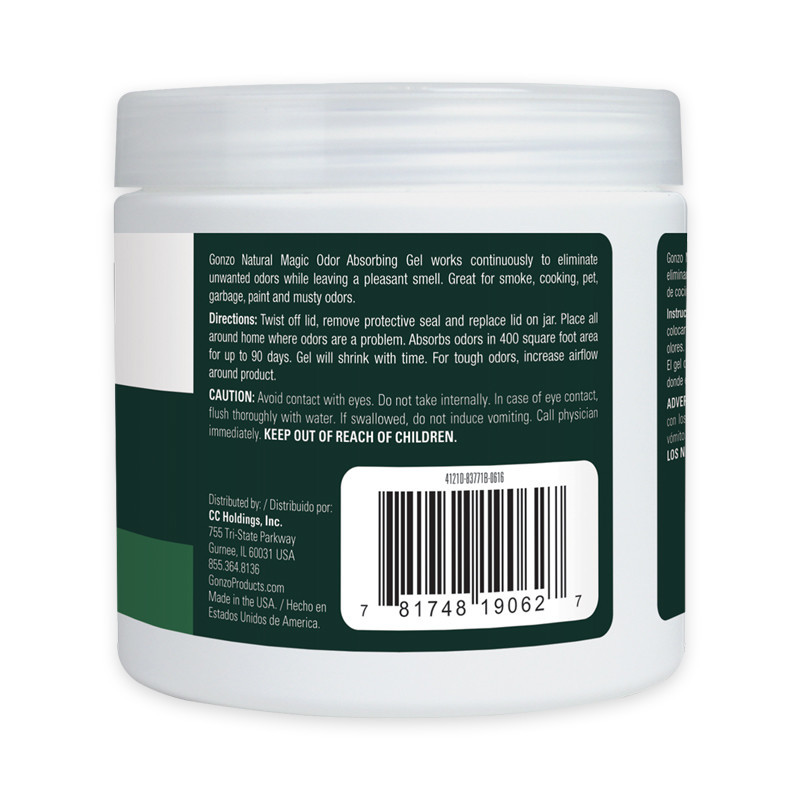 Gonzo Natural Magic Odor Absorbing Gel works continuously to eliminate
unwanted odors while leaving a pleasant smell. Great for smoke, cooking, pet,
garbage, paint and musty odors.
Directions: Twist off lid, remove protective seal and replace lid on jar. Place all
around home where odors are a problem. Absorbs odors in 400 square foot area
for up to 90 days. Gel will shrink with time. For tough odors, increase airflow
around product.
CAUTION: Avoid contact with eyes. Do not take internally. In case of eye contact,
flush thoroughly with water. If swallowed, do not induce vomiting. Call physician
immediately. KEEP OUT OF REACH OF CHILDREN.
Distributed by: / Distribuido por:
CC Holdings, Inc.
755 Tri-State Parkway
Gurnee, IL 60031 USA
855.364.8136
GonzoProducts.com
Made in the USA. / Hecho en
Estados Unidos de America.
4121D-83771B-0616
7 81748 19062 7
Gonzo
de coci
colocar
olores.
El gel
donde
con los
vómito
LOS N